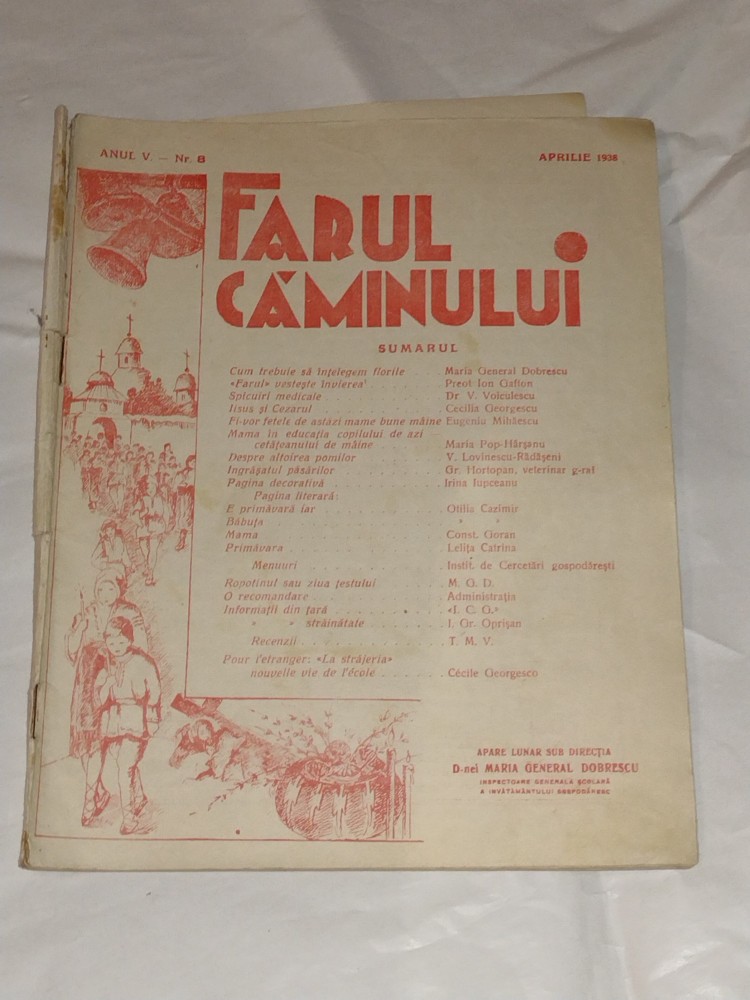 ANUL V. — Nr. 8
APRILIE 1938
FARUL
CĂMINULUI
SUMARUL
Cum trebuie să înțelegem florile . . Maria General Dobrescu
«Farul» vestește Învierea . . . . . Preot Ion Gafton
Spicuiri medicale . . . . . . . . Dr V. Voiculescu
Iisus și Cezarul . . . . . . . . . Cecilia Georgescu
Fi-vor fetele de astăzi mame bune mâine Eugeniu Mihăescu
Mama în educația copilului de azi
cetățeanului de mâine . . . . . . Maria Pop-Hârșanu
Despre altoirea pomilor . . . . . V. Lovinescu-Rădășeni
Îngrășatul păsărilor . . . . . . . Gr. Hortopan, veterinar g-ral
Pagina decorativă . . . . . . . . Irina Iupceanu
Pagina literară:
E primăvară iar . . . . . . . . . Otilia Cazimir
Băbuța . . . . . . . . . . . . . » »
Mama . . . . . . . . . . . . . Const. Goran
Primăvara . . . . . . . . . . . Lelița Catrina
Menuuri . . . . . . . . . Instit. de Cercetări gospodărești
Ropotinul sau ziua țestului . . . . M. G. D.
O recomandare . . . . . . . . . Administrația
Informații din țară . . . . . . . . «I. C. G.»
» » străinătate . . . . . I. Gr. Oprișan
Recenzii . . . . . . . . . . T. M. V.
Pour l'etranger: «La străjeria»
nouvelle vie de l'école . . . . . . Cécile Georgesco
APARE LUNAR SUB DIRECȚIA
D-nei MARIA GENERAL DOBRESCU
INSPECTOARE GENERALĂ ȘCOLARĂ
A INVĂȚĂMÂNTULUI GOSPODĂRESC